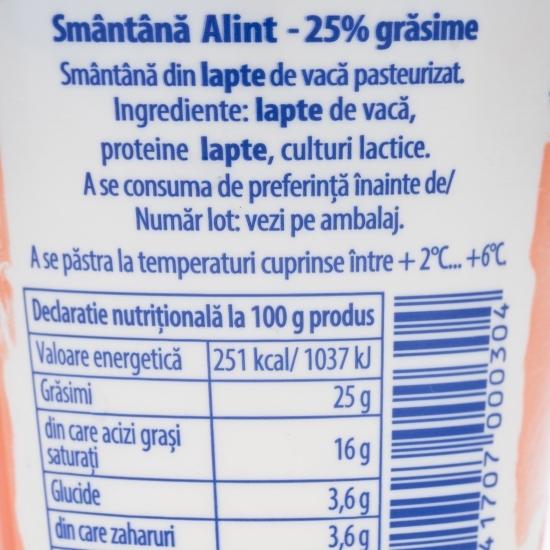 Smântână Alint - 25% grăsime
Smântână din lapte de vacă pasteurizat.
Ingrediente: lapte de vacă,
proteine lapte, culturi lactice.
A se consuma de preferință înainte de/
Număr lot: vezi pe ambalaj.
A se păstra la temperaturi cuprinse între + 2°C... +6°C
Declaratie nutrițională la 100 g produs
Valoare energetică 251 kcal/ 1037 kJ
Grăsimi 25 g
din care acizi grași
saturați 16 g
Glucide 3,6 g
din care zaharuri 3,6 g
41707 000304